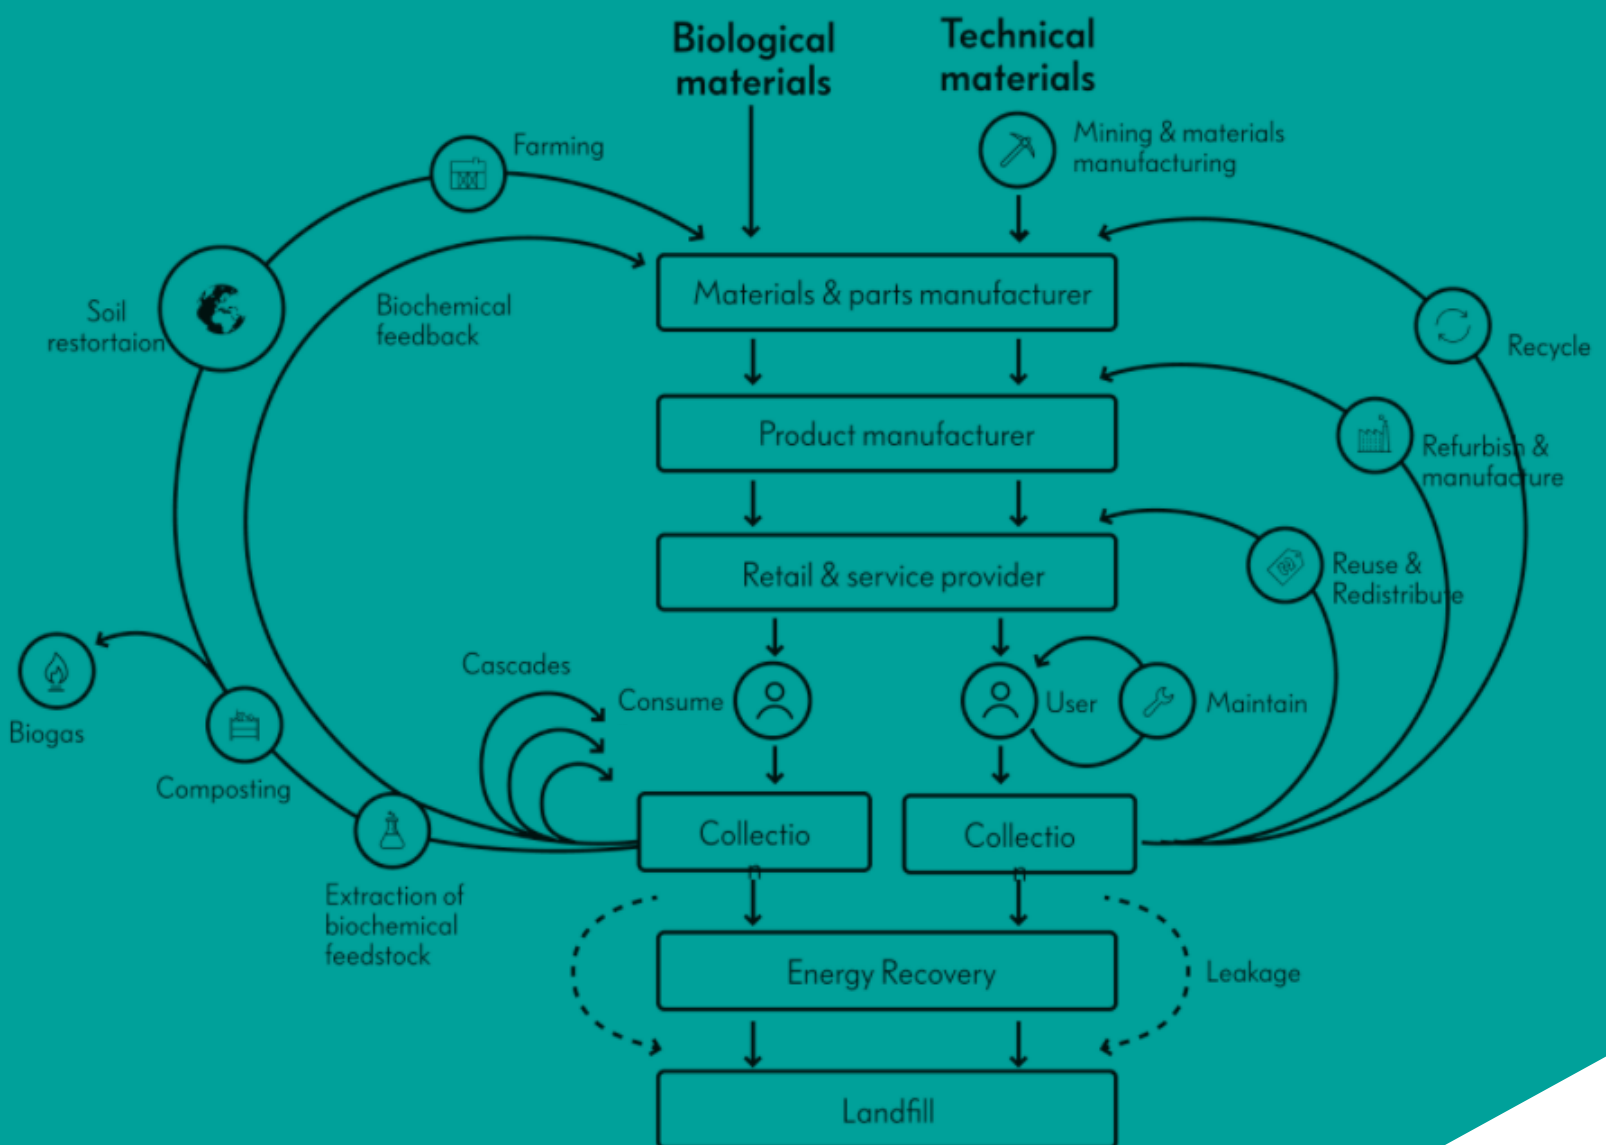 Biological
materials
Technical
materials
Mining & materials
manufacturing
Farming
Soil
restortaion
Biochemical
feedback
Materials & parts manufacturer
Recycle
Product manufacturer
Refurbish &
manufacture
Retail & service provider
Reuse &
Redistribute
Cascades
Consume
User
Maintain
Biogas
Composting
Collectio
n
Collectio
n
Extraction of
biochemical
feedstock
Energy Recovery
Leakage
Landfill